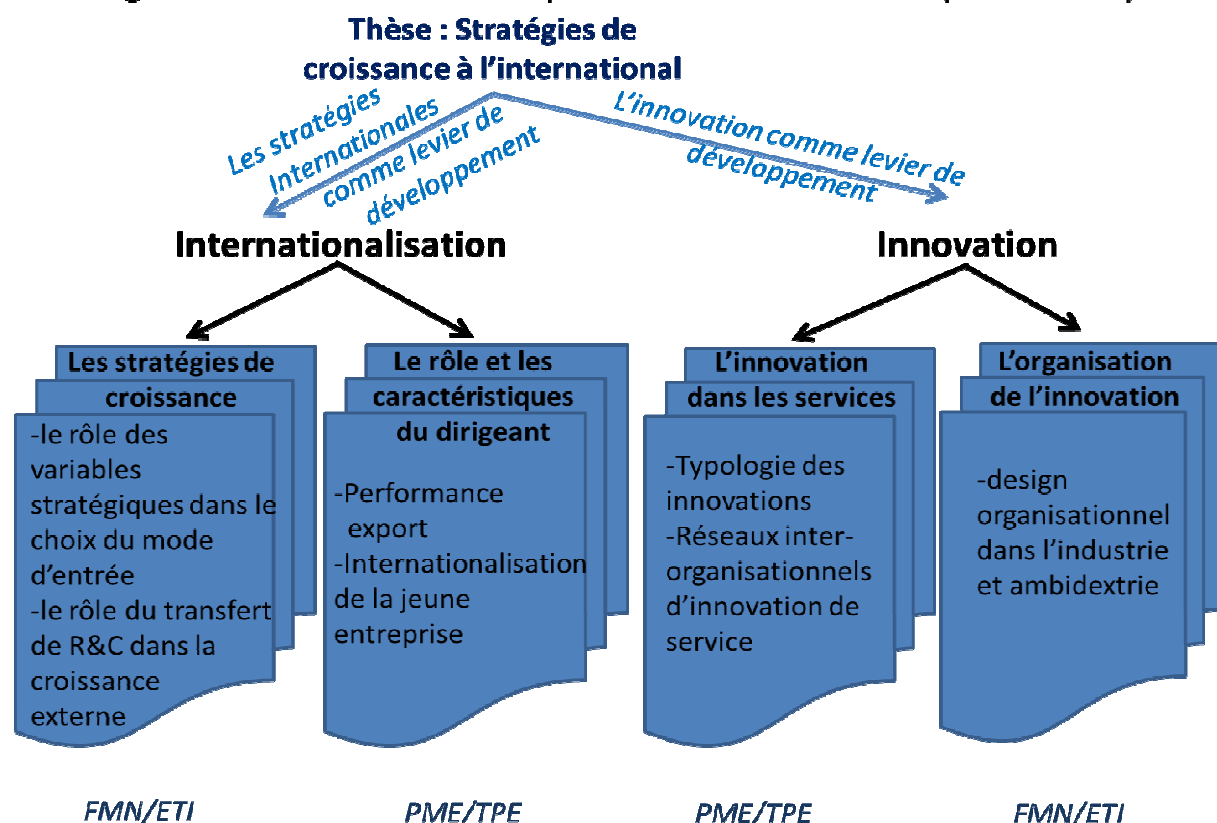 Thèse : Stratégies de
croissance à l'international
Les stratégies
Internationales
comme levier de
développement
L'innovation comme levier de
développement
Internationalisation
Innovation
Les stratégies de
croissance
-le rôle des
variables
stratégiques dans le
choix du mode
d'entrée
-le rôle du transfert
de R&C dans la
croissance
externe
Le rôle et les
caractéristiques
du dirigeant
-Performance
export
-Internationalisation
de la jeune
entreprise
L'innovation
dans les services
-Typologie des
innovations
-Réseaux inter-
organisationnels
d'innovation de
service
L'organisation
de l'innovation
-design
organisationnel
dans l'industrie
et ambidextrie
FMN/ETI
PME/TPE
PME/TPE
FMN/ETI